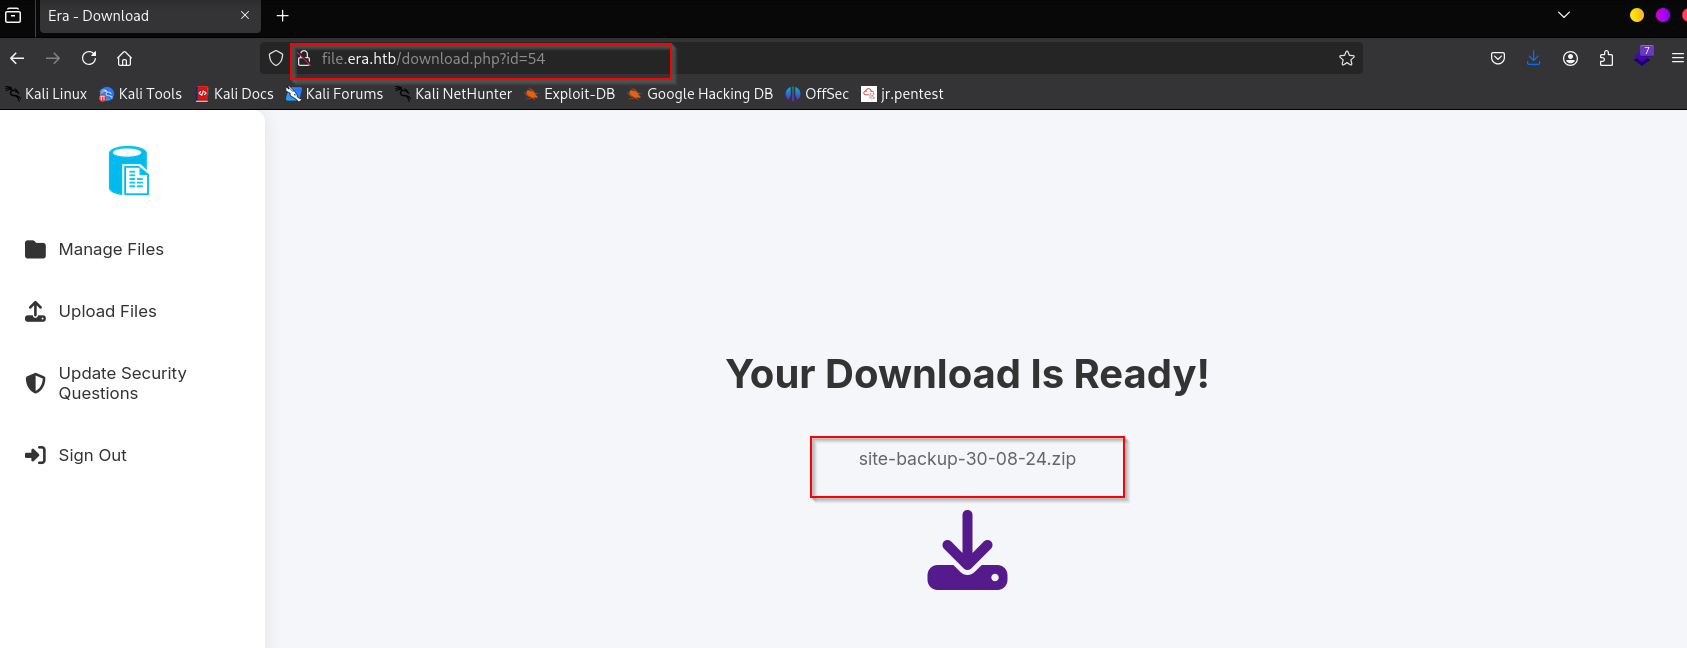 Era - Download
file.era.htb/download.php?id=54
7
Kali Linux Kali Tools Kali Docs Kali Forums Kali NetHunter Exploit-DB Google Hacking DB OffSec jr.pentest
Manage Files
Upload Files
Update Security
Questions
Sign Out
Your Download Is Ready!
site-backup-30-08-24.zip